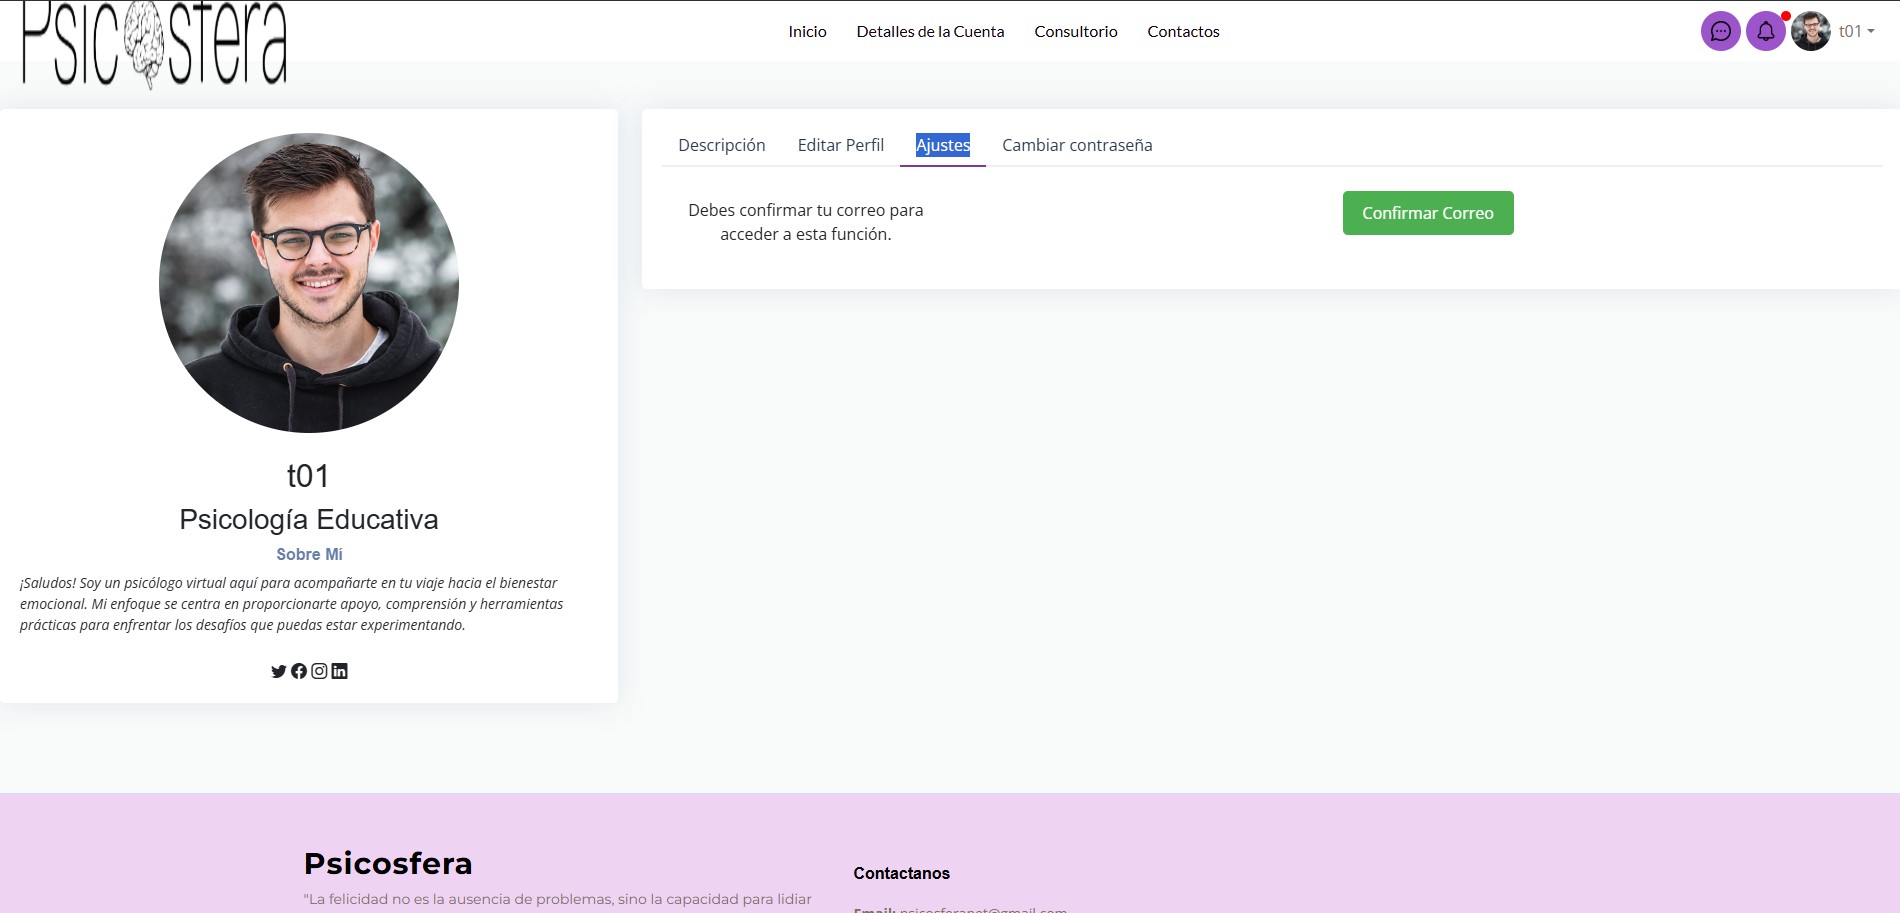 Psicosfera
Inicio Detalles de la Cuenta Consultorio Contactos
t01
Descripción Editar Perfil Ajustes Cambiar contraseña
Debes confirmar tu correo para
acceder a esta función.
Confirmar Correo
t01
Psicología Educativa
Sobre Mí
¡Saludos! Soy un psicólogo virtual aquí para acompañarte en tu viaje hacia el bienestar
emocional. Mi enfoque se centra en proporcionarte apoyo, comprensión y herramientas
prácticas para enfrentar los desafíos que puedas estar experimentando.
Psicosfera
"La felicidad no es la ausencia de problemas, sino la capacidad para lidiar
Contactanos
Email: psicosferanet@gmail.com